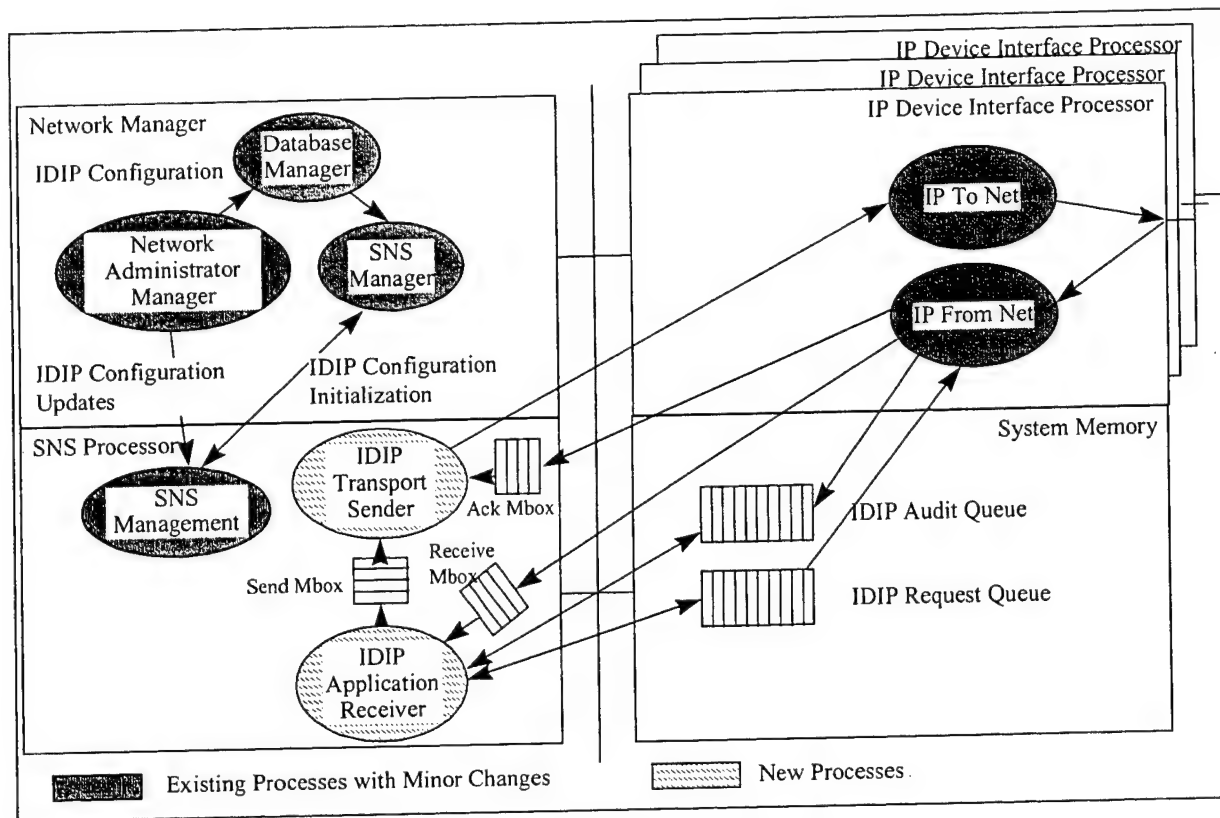 IP Device Interface Processor
IP Device Interface Processor
IP Device Interface Processor
Network Manager
IDIP Configuration
Database
Manager
Network
Administrator
Manager
SNS
Manager
IP To Net
IP From Net
IDIP Configuration
Updates
IDIP Configuration
Initialization
SNS Processor
System Memory
SNS
Management
IDIP
Transport
Sender
Ack Mbox
IDIP Audit Queue
Send Mbox
Receive
Mbox
IDIP Request Queue
IDIP
Application
Receiver
Existing Processes with Minor Changes
New Processes